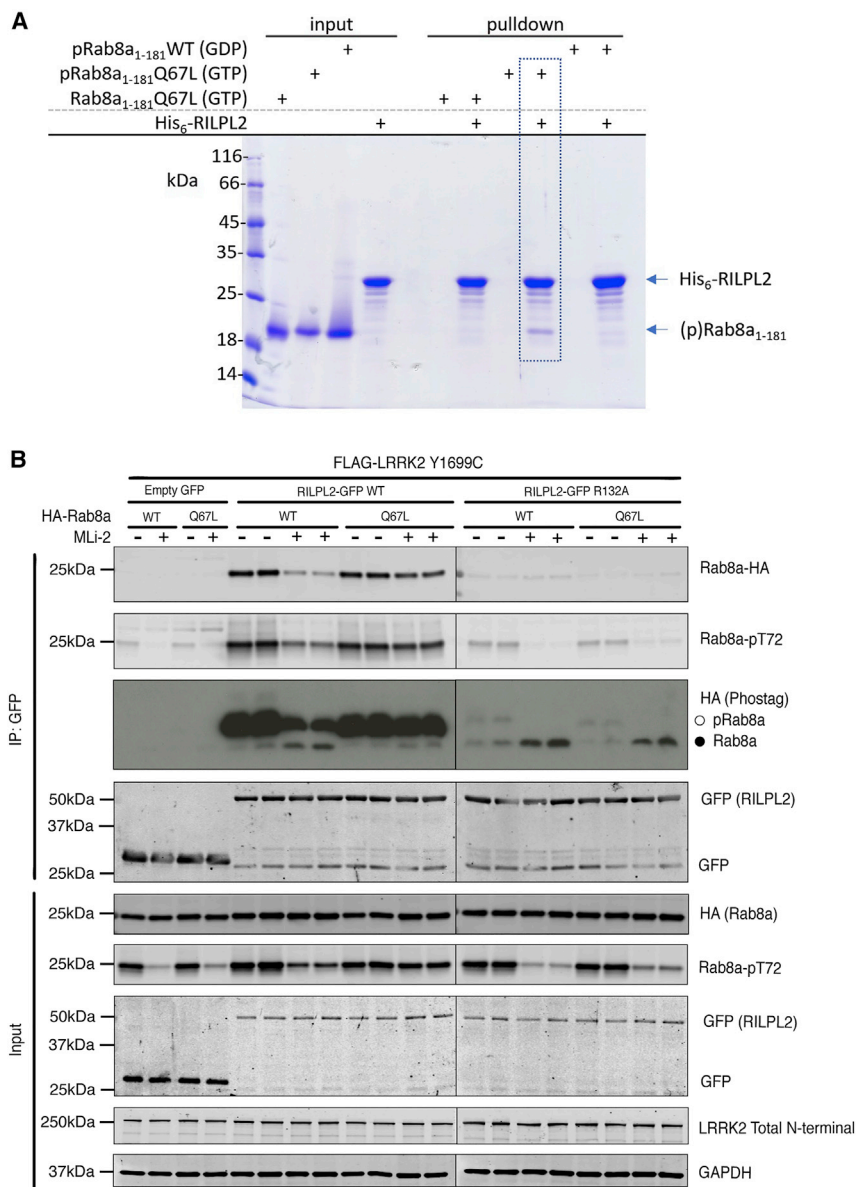 A
input pulldown
pRab8a1-181WT (GDP) + + +
pRab8a1-181Q67L (GTP) + + +
Rab8a1-181Q67L (GTP) + + +
His6-RILPL2 + + + +
kDa
116-
66-
45-
35-
25-
18-
14-
His6-RILPL2
(p)Rab8a1-181
B
FLAG-LRRK2 Y1699C
Empty GFP RILPL2-GFP WT RILPL2-GFP R132A
HA-Rab8a WT Q67L WT Q67L WT Q67L
MLi-2 - + - + - - + + - - + + - - + + - - + +
IP: GFP
25kDa Rab8a-HA
25kDa Rab8a-pT72
HA (Phostag)
○ pRab8a
● Rab8a
50kDa GFP (RILPL2)
37kDa
25kDa GFP
Input
25kDa HA (Rab8a)
25kDa Rab8a-pT72
50kDa GFP (RILPL2)
37kDa
25kDa GFP
250kDa LRRK2 Total N-terminal
37kDa GAPDH